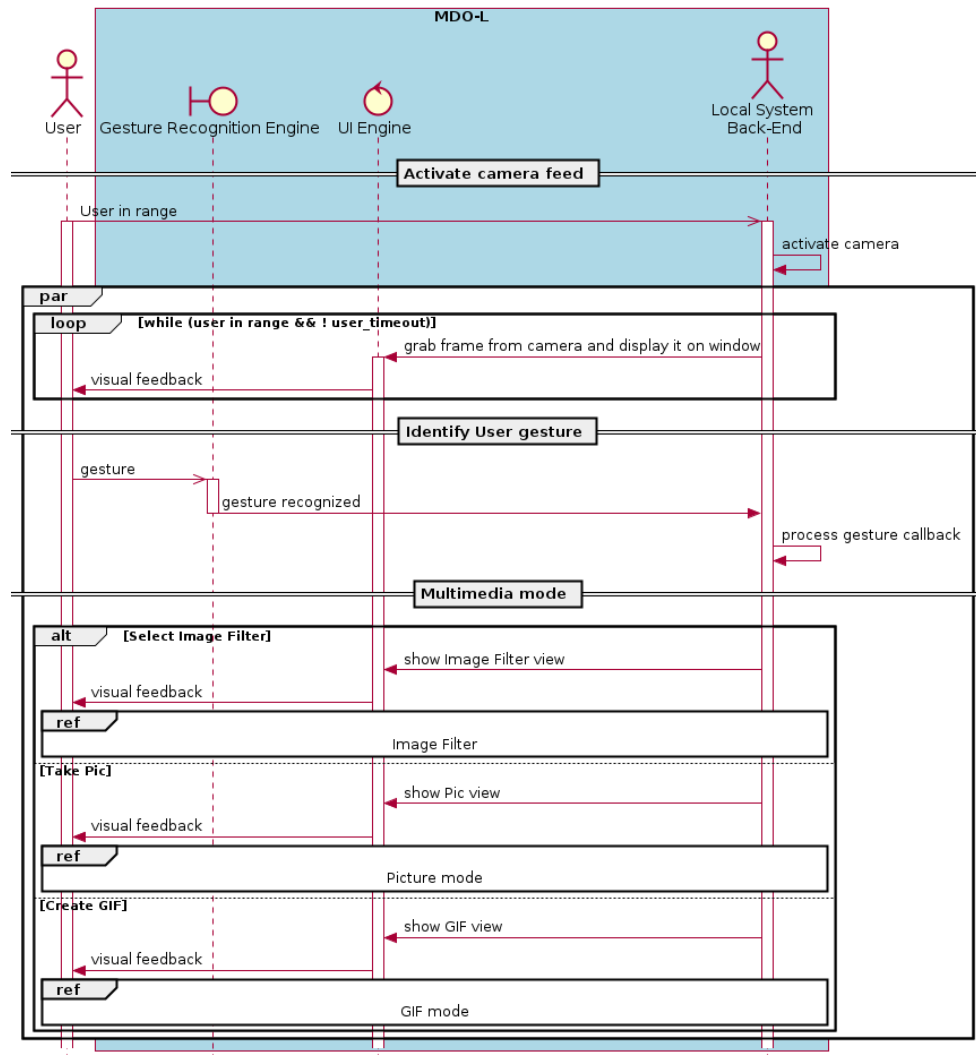 MDO-L
User
Gesture Recognition Engine
UI Engine
Local System
Back-End
Activate camera feed
User in range
activate camera
par
loop
[while (user in range && ! user_timeout)]
grab frame from camera and display it on window
visual feedback
Identify User gesture
gesture
gesture recognized
process gesture callback
Multimedia mode
alt
[Select Image Filter]
show Image Filter view
visual feedback
ref
Image Filter
[Take Pic]
show Pic view
visual feedback
ref
Picture mode
[Create GIF]
show GIF view
visual feedback
ref
GIF mode